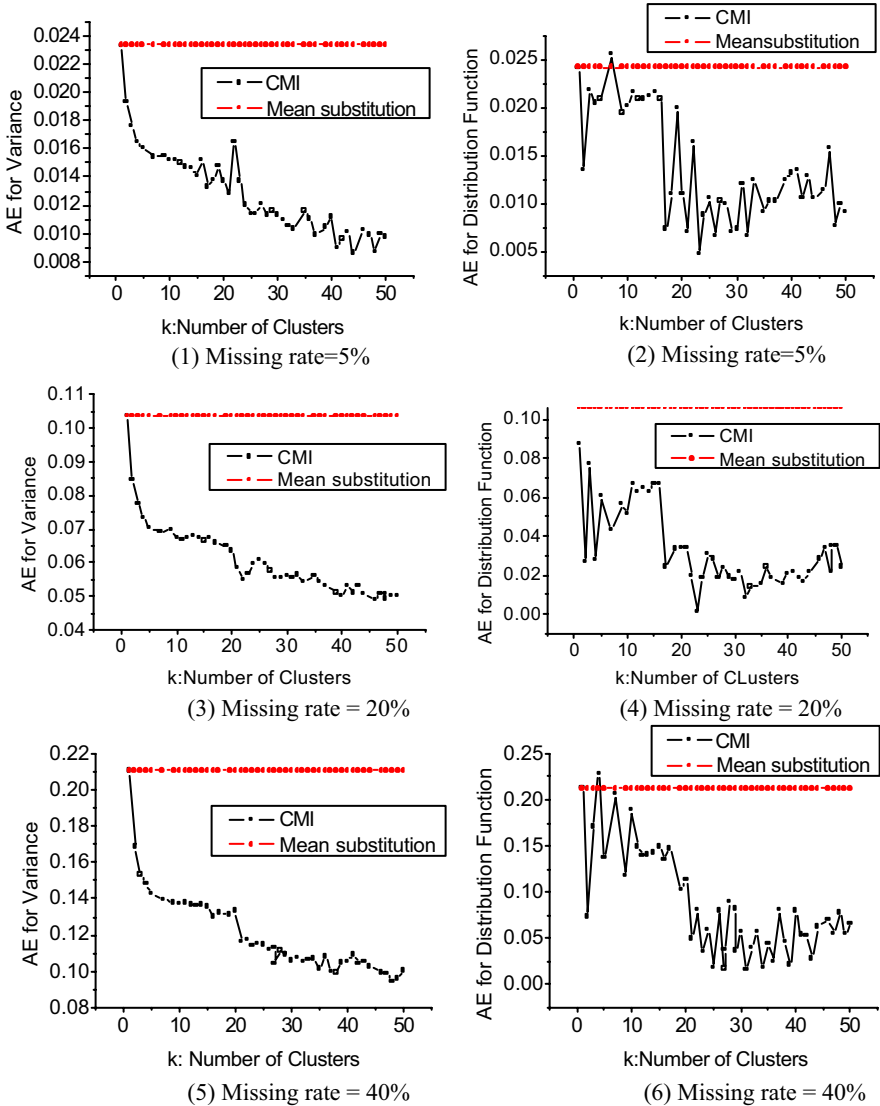 0.024
0.022
0.020
0.018
0.016
0.014
0.012
0.010
0.008
AE for Variance
CMI
Mean substitution
0 10 20 30 40 50
k:Number of Clusters
(1) Missing rate=5%
0.025
0.020
0.015
0.010
0.005
AE for Distribution Function
CMI
Meansubstitution
0 10 20 30 40 50
k:Number of Clusters
(2) Missing rate=5%
0.11
0.10
0.09
0.08
0.07
0.06
0.05
0.04
AE for Variance
CMI
Mean substitution
0 10 20 30 40 50
k:Number of Clusters
(3) Missing rate = 20%
0.10
0.08
0.06
0.04
0.02
0.00
AE for Distribution Function
CMI
Mean substitution
0 10 20 30 40 50
k:Number of CLusters
(4) Missing rate = 20%
0.22
0.20
0.18
0.16
0.14
0.12
0.10
0.08
AE for Variance
CMI
Mean substitution
0 10 20 30 40 50
k: Number of Clusters
(5) Missing rate = 40%
0.25
0.20
0.15
0.10
0.05
0.00
AE for Distribution Function
CMI
Mean substitution
0 10 20 30 40 50
k:Number of Clusters
(6) Missing rate = 40%